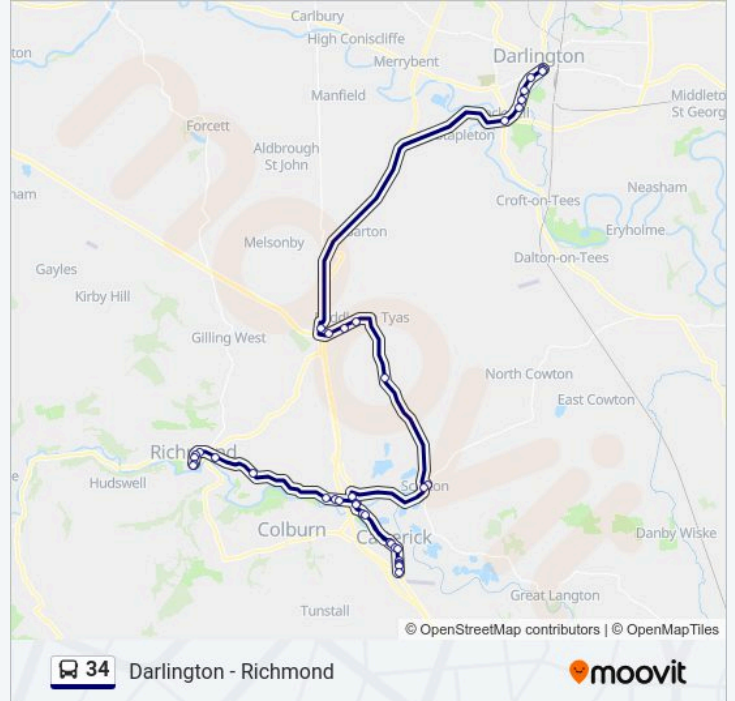 Carlbury
High Coniscliffe
Darlington
Merrybent
Manfield
Middleto
St Georg
Forcett
Aldbrough
St John
Stapleton
Neasham
Croft-on-Tees
Eryholme
Melsonby
Barton
Dalton-on-Tees
Gayles
Kirby Hill
Tyas
Gilling West
North Cowton
East Cowton
Hudswell
Colburn
Danby Wiske
Great Langton
Tunstall
© OpenStreetMap contributors | © OpenMapTiles
34 Darlington - Richmond
moovit